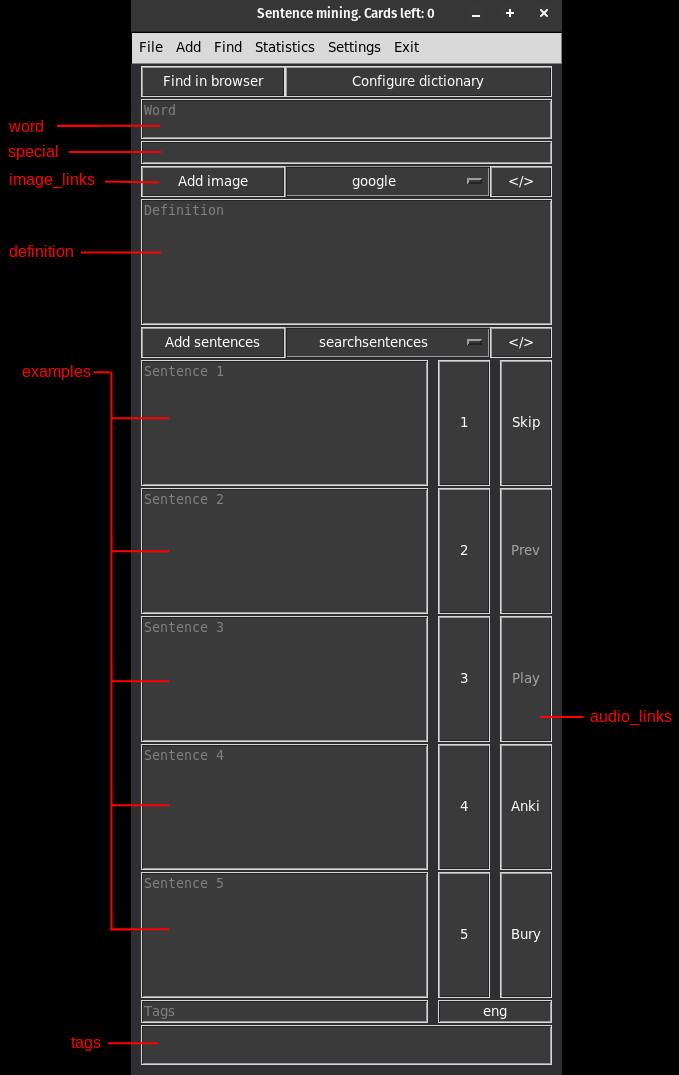 Sentence mining. Cards left: 0
File Add Find Statistics Settings Exit
Find in browser Configure dictionary
Word
word
special
image_links Add image google </>
Definition
definition
Add sentences searchsentences </>
examples Sentence 1
1 Skip
Sentence 2
2 Prev
Sentence 3
3 Play
audio_links
Sentence 4
4 Anki
Sentence 5
5 Bury
Tags eng
tags